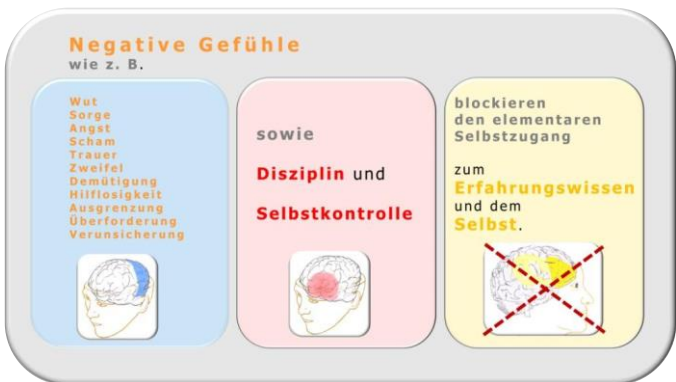 Negative Gefühle
wie z. B.
Wut
Sorge
Angst
Scham
Trauer
Zweifel
Demütigung
Hilflosigkeit
Ausgrenzung
Überforderung
Verunsicherung
sowie
Disziplin und
Selbstkontrolle
blockieren
den elementaren
Selbstzugang
zum
Erfahrungswissen
und dem
Selbst.